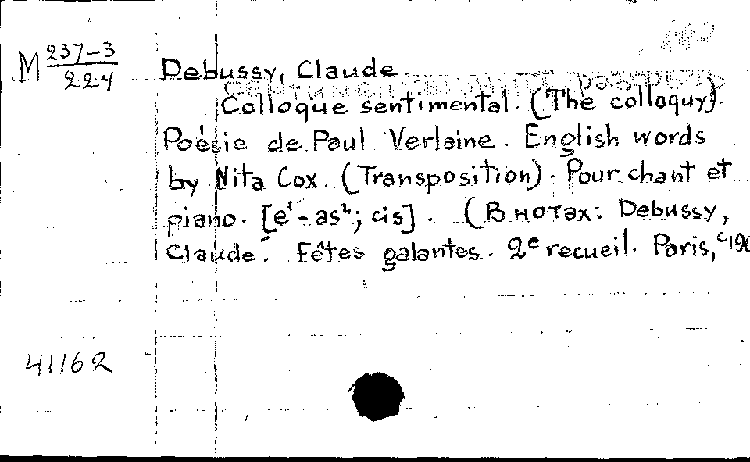 M 237-3
224
Debussy, Claude
Colloque sentimental. (The colloquy).
Poésie de Paul Verlaine. English words
by Nita Cox. (Transposition). Pour chant et
piano. [e¹-as²; cis]. (В нотах: Debussy,
Claude. Fêtes galantes. 2e recueil. Paris, c190
41162